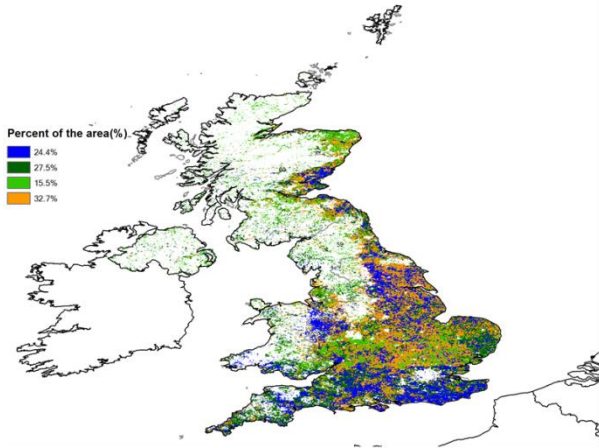 Percent of the area(%)
24.4%
27.5%
15.5%
32.7%